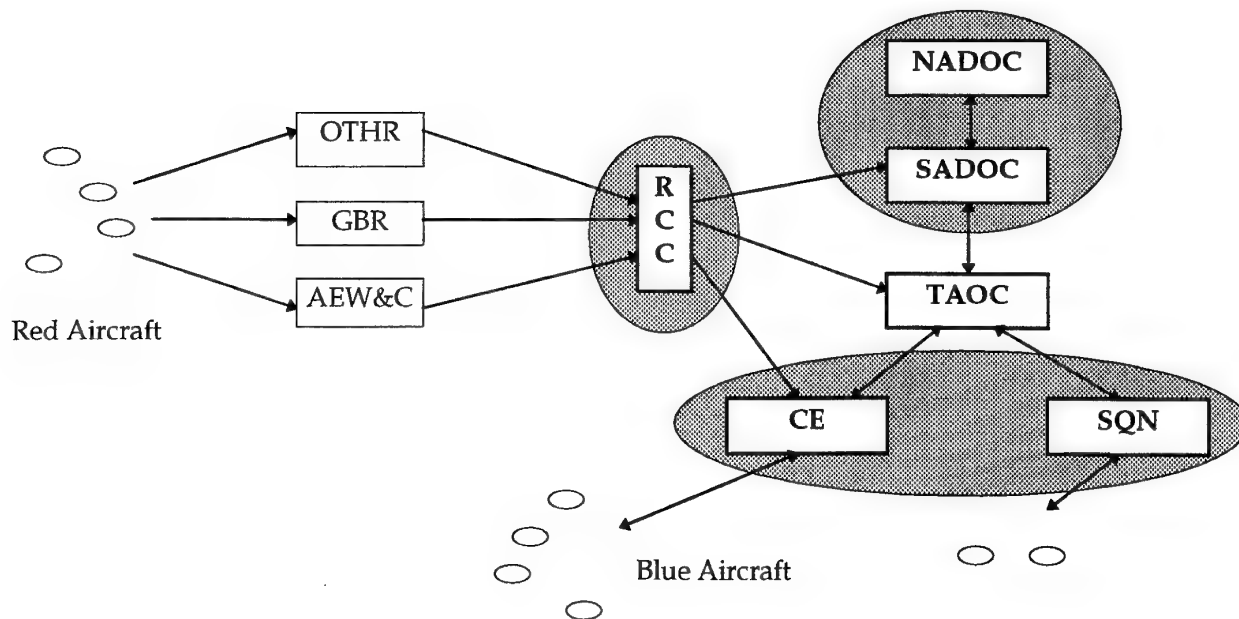 NADOC
OTHR
SADOC
R
C
C
GBR
AEW&C
TAOC
Red Aircraft
CE
SQN
Blue Aircraft